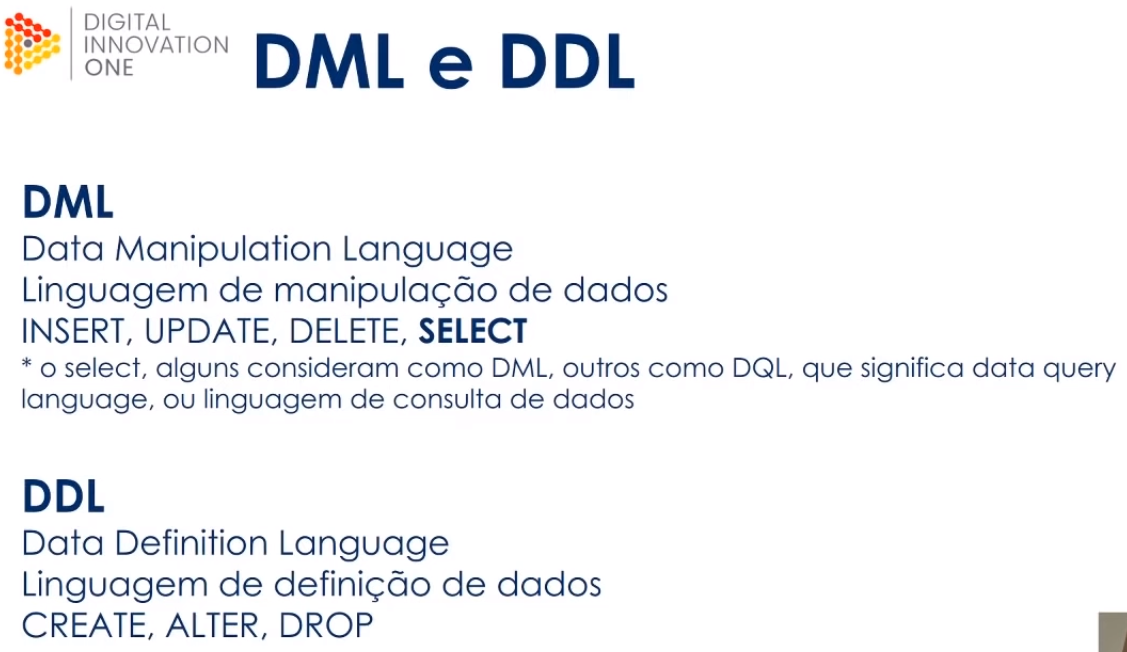 DIGITAL
INNOVATION
ONE
DML e DDL
DML
Data Manipulation Language
Linguagem de manipulação de dados
INSERT, UPDATE, DELETE, SELECT
* o select, alguns consideram como DML, outros como DQL, que significa data query
language, ou linguagem de consulta de dados
DDL
Data Definition Language
Linguagem de definição de dados
CREATE, ALTER, DROP